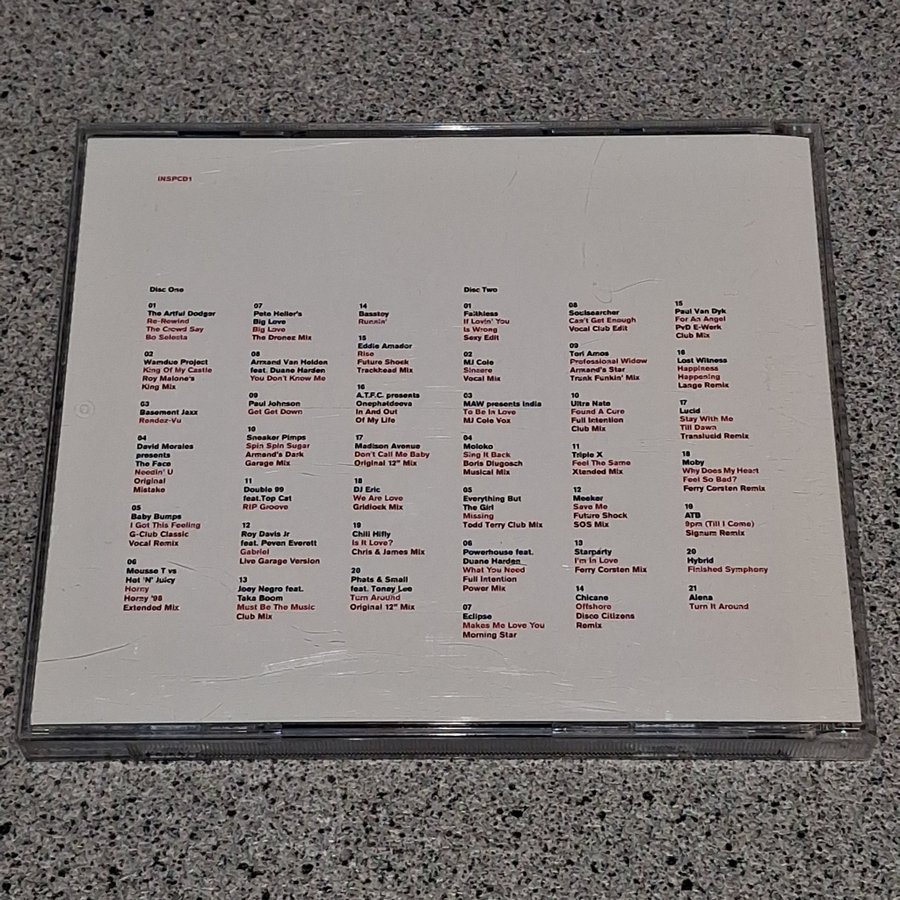 INSPCD1
Disc One
01
The Artful Dodger
Re-Rewind
The Crowd Say
Bo Selecta
02
Wamdue Project
King Of My Castle
Roy Malone's
King Mix
03
Basement Jaxx
Rendez-Vu
04
David Morales
presents
The Face
Needin' U
Original
Mistake
05
Baby Bumps
I Got This Feeling
G-Club Classic
Vocal Remix
06
Mousse T vs
Hot 'N' Juicy
Horny
Horny '98
Extended Mix
07
Pete Heller's
Big Love
Big Love
The Dronez Mix
08
Armand Van Helden
feat. Duane Harden
You Don't Know Me
09
Paul Johnson
Get Get Down
10
Sneaker Pimps
Spin Spin Sugar
Armand's Dark
Garage Mix
11
Double 99
feat.Top Cat
RIP Groove
12
Roy Davis Jr
feat. Peven Everett
Gabriel
Live Garage Version
13
Joey Negro feat.
Taka Boom
Must Be The Music
Club Mix
14
Basstoy
Runnin'
15
Eddie Amador
Rise
Future Shock
Trackhead Mix
16
A.T.F.C. presents
Onephatdeeva
In And Out
Of My Life
17
Madison Avenue
Don't Call Me Baby
Original 12" Mix
18
DJ Eric
We Are Love
Gridlock Mix
19
Chili Hifly
Is It Love?
Chris & James Mix
20
Phats & Small
feat. Toney Lee
Turn Around
Original 12" Mix
Disc Two
01
Faithless
If Lovin' You
Is Wrong
Sexy Edit
02
MJ Cole
Sincere
Vocal Mix
03
MAW presents India
To Be In Love
MJ Cole Vox
04
Moloko
Sing It Back
Boris Dlugosch
Musical Mix
05
Everything But
The Girl
Missing
Todd Terry Club Mix
06
Powerhouse feat.
Duane Harden
What You Need
Full Intention
Power Mix
07
Eclipse
Makes Me Love You
Morning Star
08
Soulsearcher
Can't Get Enough
Vocal Club Edit
09
Tori Amos
Professional Widow
Armand's Star
Trunk Funkin' Mix
10
Ultra Nate
Found A Cure
Full Intention
Club Mix
11
Triple X
Feel The Same
Xtended Mix
12
Meeker
Save Me
Future Shock
SOS Mix
13
Starparty
I'm In Love
Ferry Corsten Mix
14
Chicane
Offshore
Disco Citizens
Remix
15
Paul Van Dyk
For An Angel
PvD E-Werk
Club Mix
16
Lost Witness
Happiness
Happening
Lange Remix
17
Lucid
Stay With Me
Till Dawn
Translucid Remix
18
Moby
Why Does My Heart
Feel So Bad?
Ferry Corsten Remix
19
ATB
9pm (Till I Come)
Signum Remix
20
Hybrid
Finished Symphony
21
Alena
Turn It Around